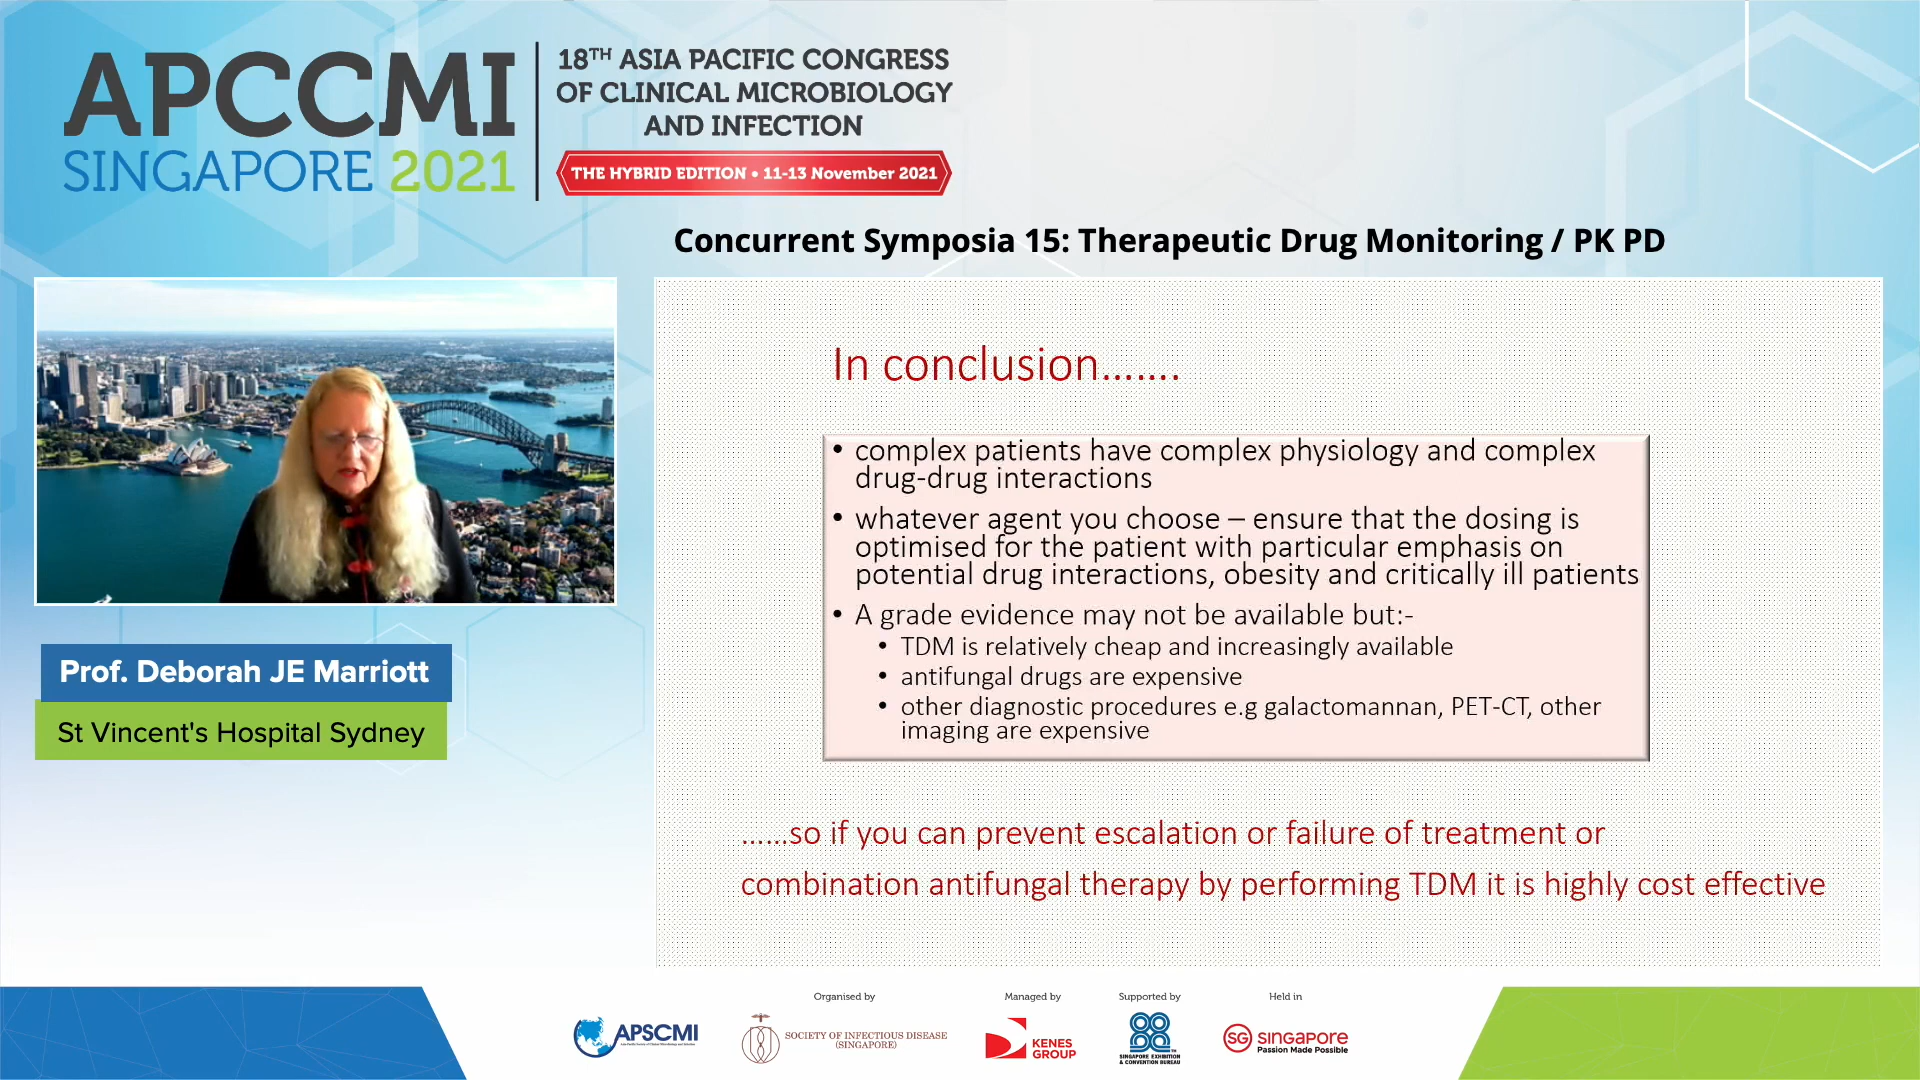 APCCMI
SINGAPORE 2021
18TH ASIA PACIFIC CONGRESS
OF CLINICAL MICROBIOLOGY
AND INFECTION
THE HYBRID EDITION • 11-13 November 2021
Concurrent Symposia 15: Therapeutic Drug Monitoring / PK PD
Prof. Deborah JE Marriott
St Vincent's Hospital Sydney
In conclusion…….
• complex patients have complex physiology and complex
drug-drug interactions
• whatever agent you choose – ensure that the dosing is
optimised for the patient with particular emphasis on
potential drug interactions, obesity and critically ill patients
• A grade evidence may not be available but:-
• TDM is relatively cheap and increasingly available
• antifungal drugs are expensive
• other diagnostic procedures e.g galactomannan, PET-CT, other
imaging are expensive
……so if you can prevent escalation or failure of treatment or
combination antifungal therapy by performing TDM it is highly cost effective
Organised by
Managed by
Supported by
Held in
APSCMI
SOCIETY OF INFECTIOUS DISEASE
(SINGAPORE)
KENES
GROUP
SINGAPORE EXHIBITION
& CONVENTION BUREAU
SG SINGAPORE
Passion Made Possible